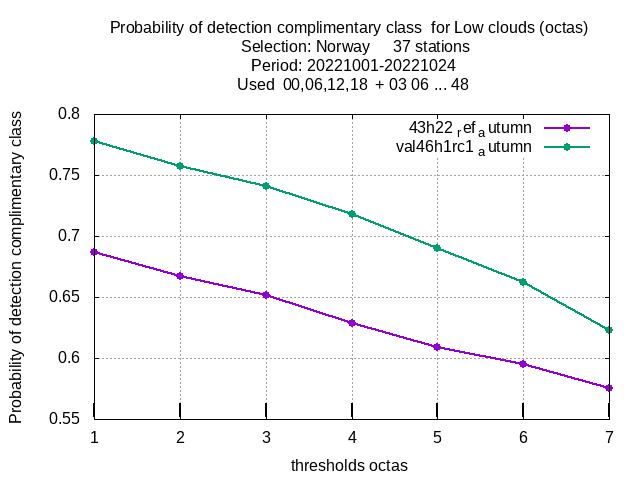 Probability of detection complimentary class  for Low clouds (octas)
Selection: Norway     37 stations
Period: 20221001-20221024
Used  00,06,12,18  + 03 06 ... 48
43h22 ref a utumn
val46h1rc1 a utumn
Probability of detection complimentary class
0.8
0.75
0.7
0.65
0.6
0.55
1 2 3 4 5 6 7
thresholds octas